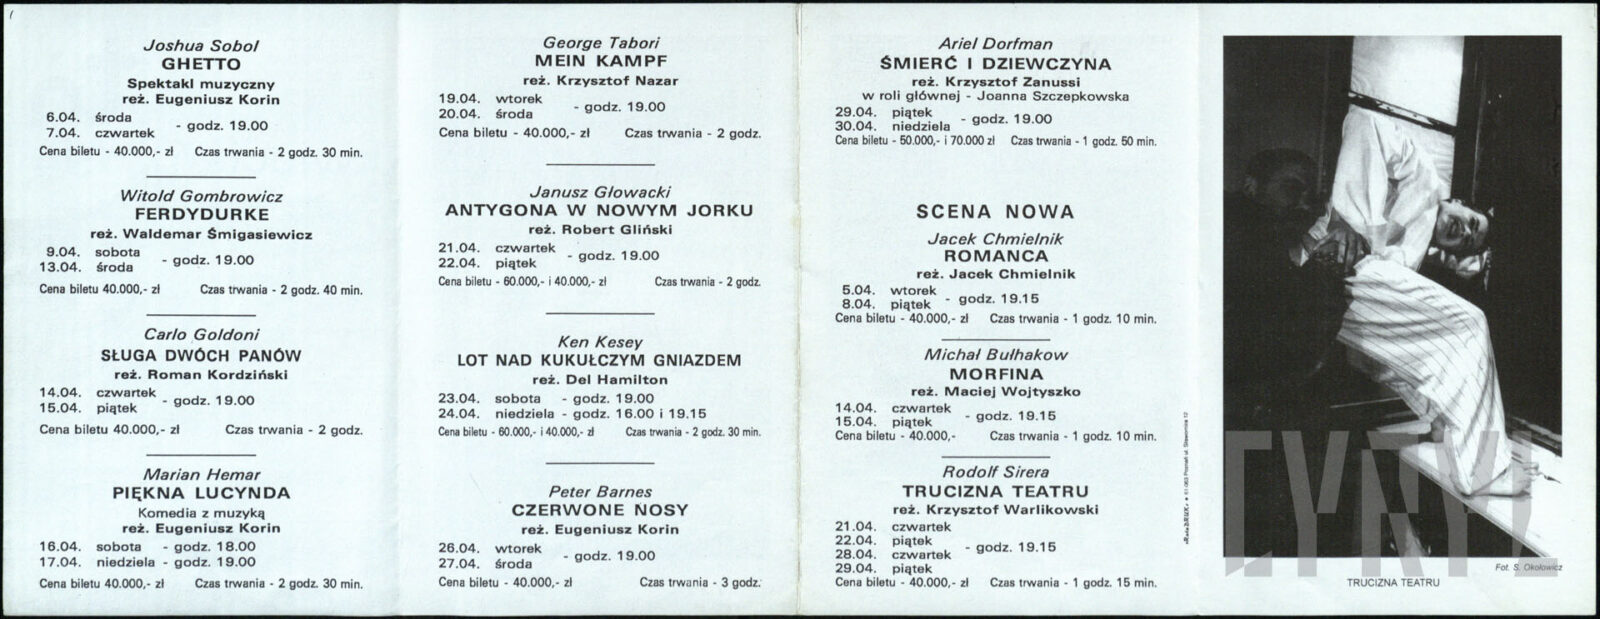 Joshua Sobol
GHETTO
Spektakl muzyczny
reż. Eugeniusz Korin
6.04. środa
7.04. czwartek - godz. 19.00
Cena biletu - 40.000,- zł Czas trwania - 2 godz. 30 min.
Witold Gombrowicz
FERDYDURKE
reż. Waldemar Śmigasiewicz
9.04. sobota
13.04. środa - godz. 19.00
Cena biletu 40.000,- zł Czas trwania - 2 godz. 40 min.
Carlo Goldoni
SŁUGA DWÓCH PANÓW
reż. Roman Kordziński
14.04. czwartek
15.04. piątek - godz. 19.00
Cena biletu 40.000,- zł Czas trwania - 2 godz.
Marian Hemar
PIĘKNA LUCYNDA
Komedia z muzyką
reż. Eugeniusz Korin
16.04. sobota - godz. 18.00
17.04. niedziela - godz. 19.00
Cena biletu 40.000,- zł Czas trwania - 2 godz. 30 min.
George Tabori
MEIN KAMPF
reż. Krzysztof Nazar
19.04. wtorek
20.04. środa - godz. 19.00
Cena biletu - 40.000,- zł Czas trwania - 2 godz.
Janusz Głowacki
ANTYGONA W NOWYM JORKU
reż. Robert Gliński
21.04. czwartek
22.04. piątek - godz. 19.00
Cena biletu - 60.000,- i 40.000,- zł Czas trwania - 2 godz.
Ken Kesey
LOT NAD KUKUŁCZYM GNIAZDEM
reż. Del Hamilton
23.04. sobota - godz. 19.00
24.04. niedziela - godz. 16.00 i 19.15
Cena biletu - 60.000,- i 40.000,- zł Czas trwania - 2 godz. 30 min.
Peter Barnes
CZERWONE NOSY
reż. Eugeniusz Korin
26.04. wtorek
27.04. środa - godz. 19.00
Cena biletu - 40.000,- zł Czas trwania - 3 godz.
Ariel Dorfman
ŚMIERĆ I DZIEWCZYNA
reż. Krzysztof Zanussi
w roli głównej - Joanna Szczepkowska
29.04. piątek
30.04. niedziela - godz. 19.00
Cena biletu - 50.000,- i 70.000 zł Czas trwania - 1 godz. 50 min.
SCENA NOWA
Jacek Chmielnik
ROMANCA
reż. Jacek Chmielnik
5.04. wtorek
8.04. piątek - godz. 19.15
Cena biletu - 40.000,- zł Czas trwania - 1 godz. 10 min.
Michał Bułhakow
MORFINA
reż. Maciej Wojtyszko
14.04. czwartek
15.04. piątek - godz. 19.15
Cena biletu - 40.000,- Czas trwania - 1 godz. 10 min.
Rodolf Sirera
TRUCIZNA TEATRU
reż. Krzysztof Warlikowski
21.04. czwartek
22.04. piątek
28.04. czwartek - godz. 19.15
29.04. piątek
Cena biletu - 40.000,- zł Czas trwania - 1 godz. 15 min.
CYRYL
Fot. S. Okołowicz
TRUCIZNA TEATRU